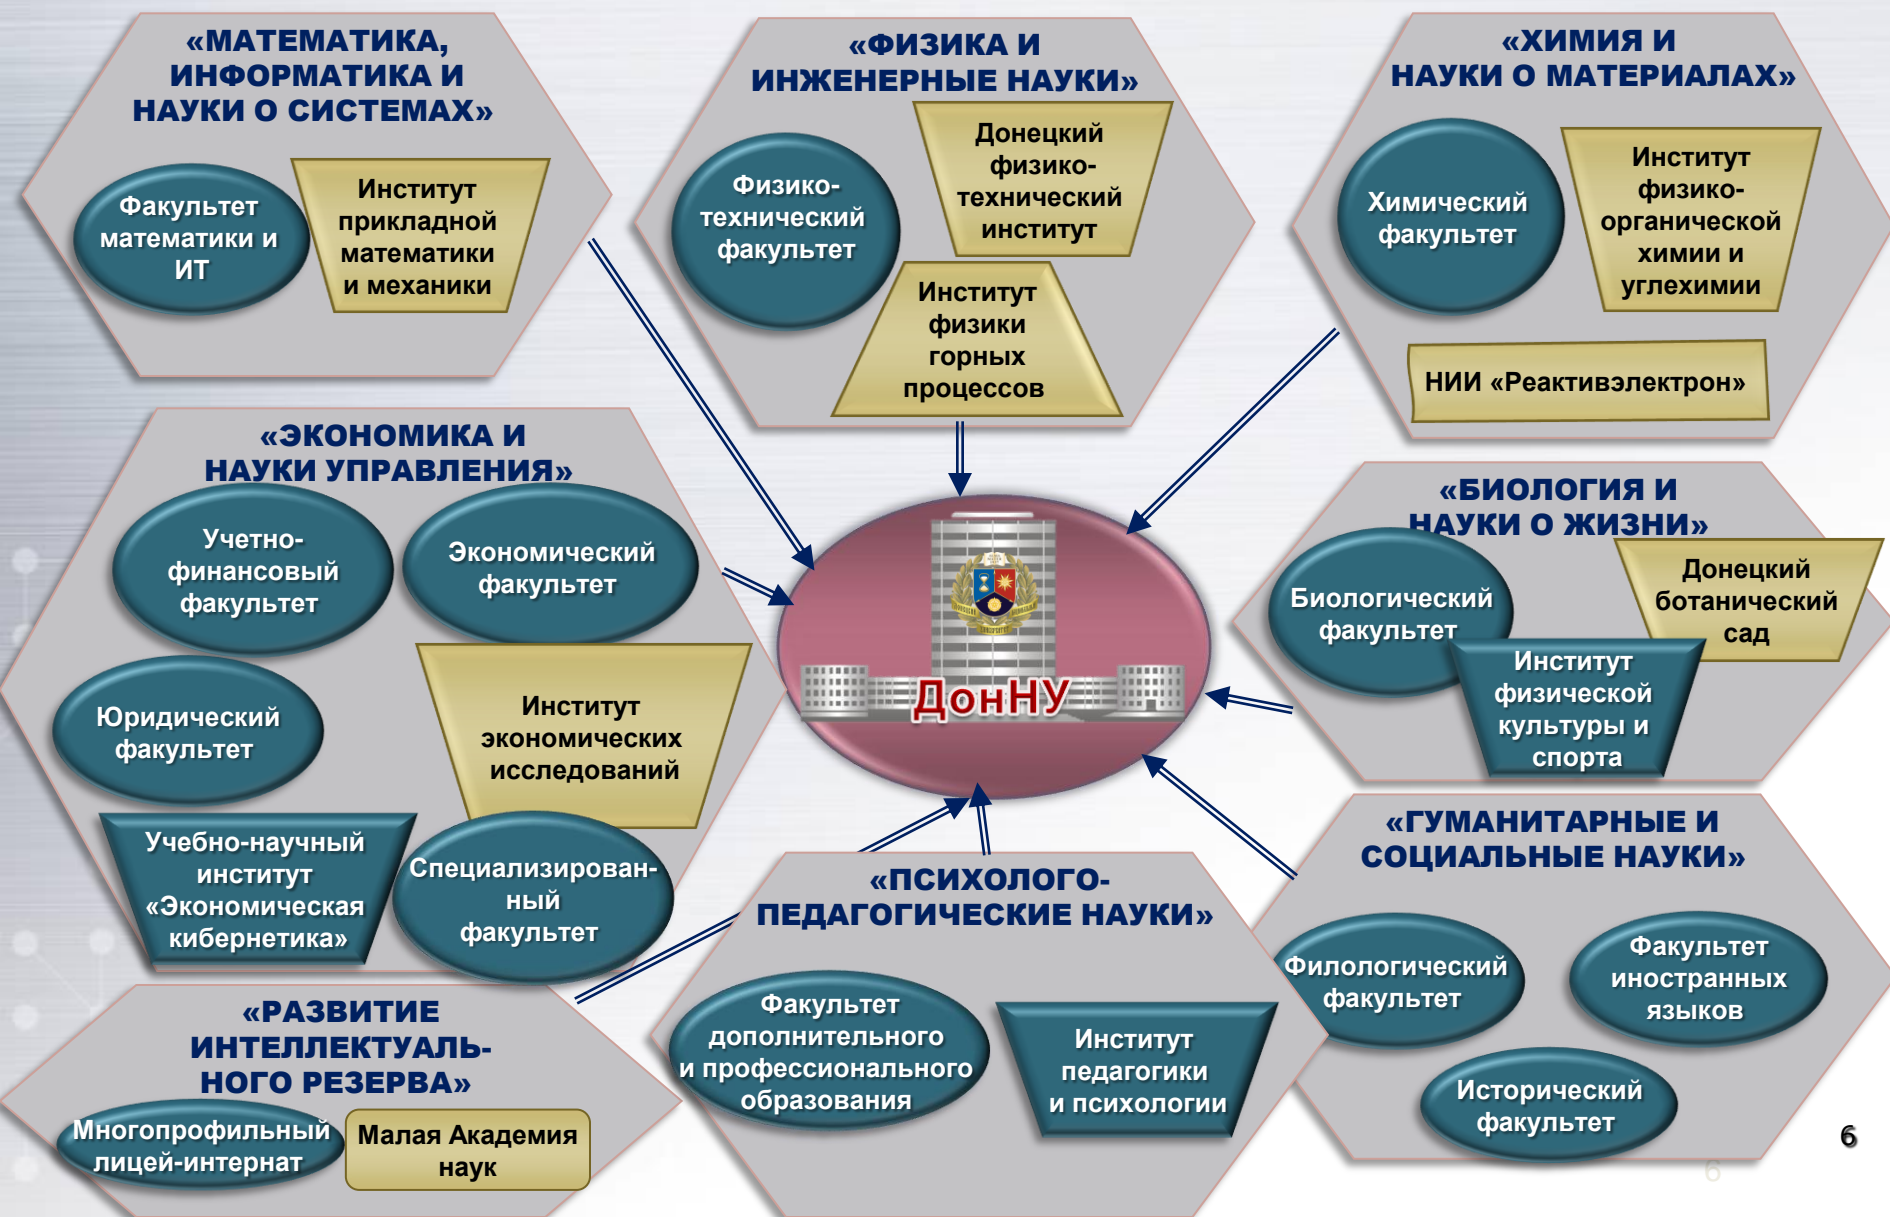 «МАТЕМАТИКА,
ИНФОРМАТИКА И
НАУКИ О СИСТЕМАХ»
Факультет
математики и
ИТ
Институт
прикладной
математики
и механики
«ФИЗИКА И
ИНЖЕНЕРНЫЕ НАУКИ»
Физико-
технический
факультет
Донецкий
физико-
технический
институт
Институт
физики
горных
процессов
«ХИМИЯ И
НАУКИ О МАТЕРИАЛАХ»
Химический
факультет
Институт
физико-
органической
химии и
углехимии
НИИ «Реактивэлектрон»
«ЭКОНОМИКА И
НАУКИ УПРАВЛЕНИЯ»
Учетно-
финансовый
факультет
Экономический
факультет
Юридический
факультет
Институт
экономических
исследований
Учебно-научный
институт
«Экономическая
кибернетика»
Специализирован-
ный
факультет
ДонНУ
«БИОЛОГИЯ И
НАУКИ О ЖИЗНИ»
Биологический
факультет
Донецкий
ботанический
сад
Институт
физической
культуры и
спорта
«ГУМАНИТАРНЫЕ И
СОЦИАЛЬНЫЕ НАУКИ»
Филологический
факультет
Факультет
иностранных
языков
Исторический
факультет
«ПСИХОЛОГО-
ПЕДАГОГИЧЕСКИЕ НАУКИ»
Факультет
дополнительного
и профессионального
образования
Институт
педагогики
и психологии
«РАЗВИТИЕ
ИНТЕЛЛЕКТУАЛЬ-
НОГО РЕЗЕРВА»
Многопрофильный
лицей-интернат
Малая Академия
наук
6
6